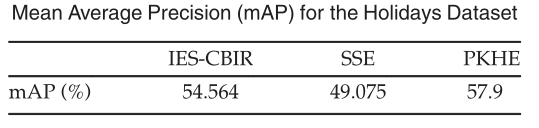 Mean Average Precision (mAP) for the Holidays Dataset
IES-CBIR SSE PKHE
mAP (%) 54.564 49.075 57.9